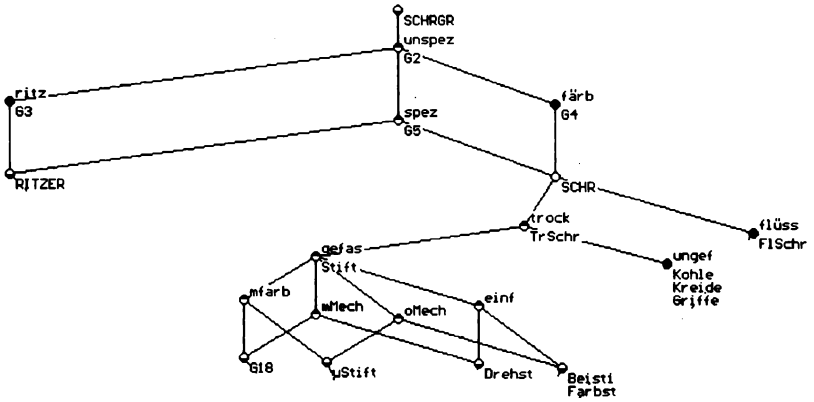 SCHRGR
unspez
G2
ritz
G3
färb
G4
spez
G5
RITZER
SCHR
trock
TrSchr
flüss
FlSchr
gefas
Stift
ungef
Kohle
Kreide
Griffe
mfarb
mMech
oMech
einf
G18
µStift
Drehst
Beisti
Farbst